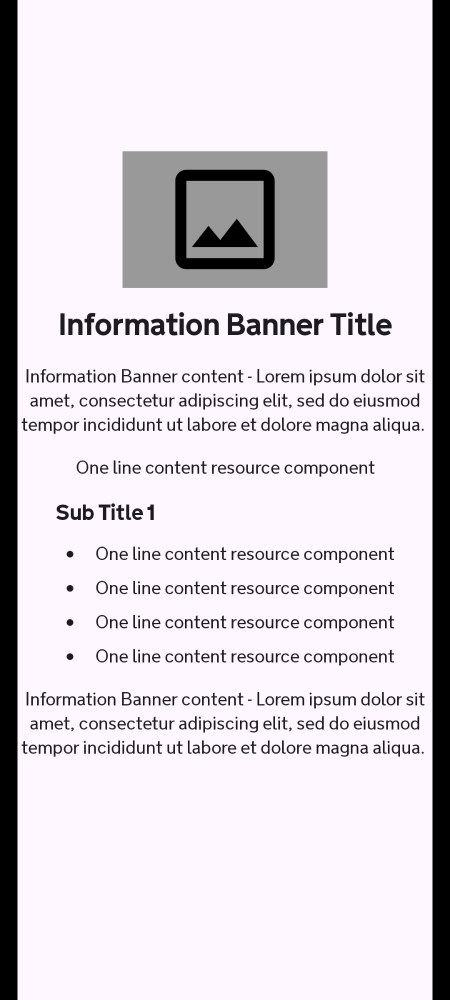 Information Banner Title
Information Banner content - Lorem ipsum dolor sit
amet, consectetur adipiscing elit, sed do eiusmod
tempor incididunt ut labore et dolore magna aliqua.
One line content resource component
Sub Title 1
• One line content resource component
• One line content resource component
• One line content resource component
• One line content resource component
Information Banner content - Lorem ipsum dolor sit
amet, consectetur adipiscing elit, sed do eiusmod
tempor incididunt ut labore et dolore magna aliqua.